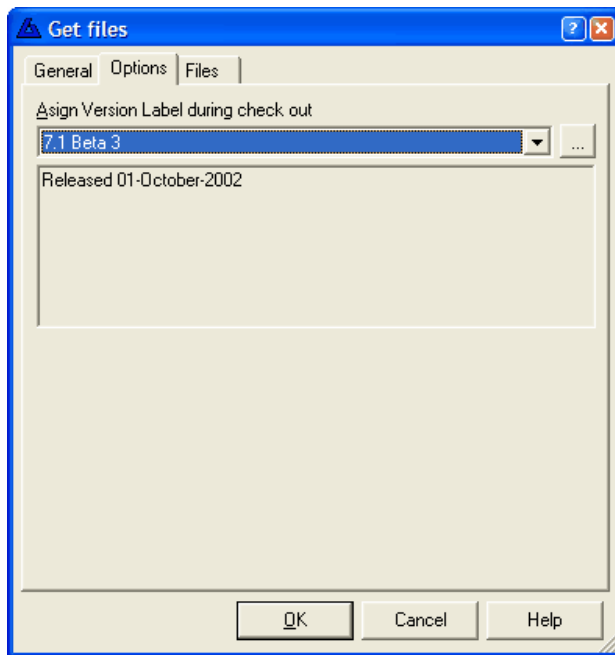 Get files
General Options Files
Asign Version Label during check out
7.1 Beta 3
...
Released 01-October-2002
OK Cancel Help